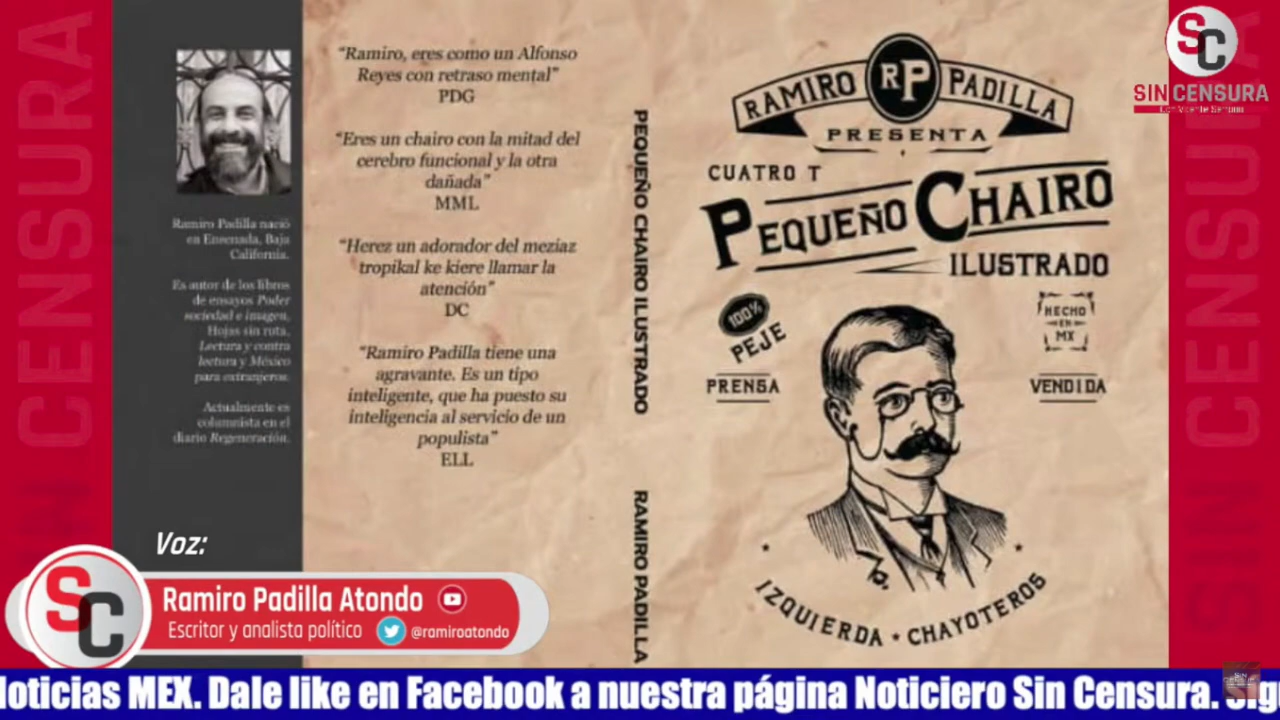 SIN CENSURA
Ramiro Padilla nació
en Ensenada, Baja
California.
Es autor de los libros
de ensayos Poder
sociedad e imagen,
Hojas sin ruta,
Lectura y contra
lectura y México
para extranjeros.
Actualmente es
columnista en el
diario Regeneración.
“Ramiro, eres como un Alfonso
Reyes con retraso mental”
PDG
“Eres un chairo con la mitad del
cerebro funcional y la otra
dañada”
MML
“Herez un adorador del meziaz
tropikal ke kiere llamar la
atención”
DC
“Ramiro Padilla tiene una
agravante. Es un tipo
inteligente, que ha puesto su
inteligencia al servicio de un
populista”
ELL
PEQUEÑO CHAIRO ILUSTRADO
RAMIRO PADILLA
RAMIRO RP PADILLA
PRESENTA
CUATRO T
PEQUEÑO CHAIRO
ILUSTRADO
100%
PEJE
PRENSA
HECHO
EN
MX
VENDIDA
IZQUIERDA ★ CHAYOTEROS
SC
SIN CENSURA
Con Vicente Serrano
SIN CENSURA
Voz:
SC
Ramiro Padilla Atondo
Escritor y analista político @ramiroatondo
Noticias MEX. Dale like en Facebook a nuestra página Noticiero Sin Censura.